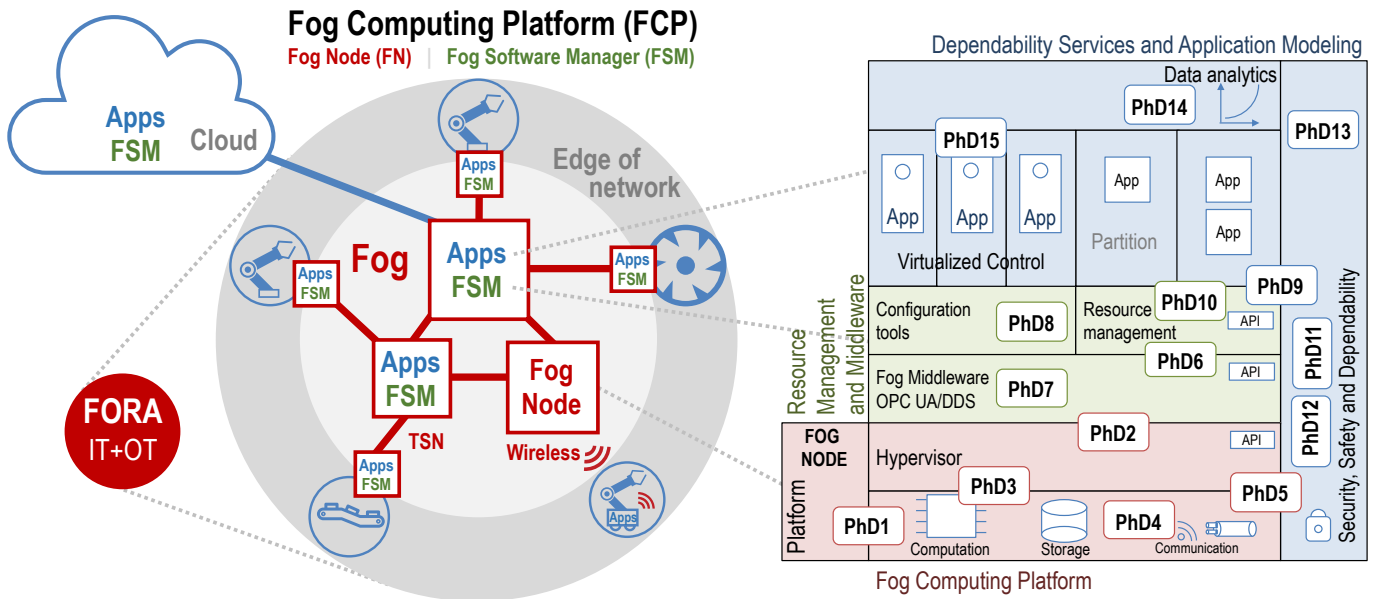 Fog Computing Platform (FCP)
Fog Node (FN) | Fog Software Manager (FSM)
Apps
FSM
Cloud
Edge of
network
Apps
FSM
Fog
Apps
FSM
Apps
FSM
Apps
FSM
Apps
FSM
Fog
Node
TSN
Wireless
Apps
FSM
Apps
FORA
IT+OT
Dependability Services and Application Modeling
Data analytics
PhD14
PhD13
PhD15
App
App
App
App
App
App
Partition
Virtualized Control
PhD9
Resource
Management
and Middleware
Configuration
tools
PhD8
PhD10
Resource
management
API
PhD11
PhD6
Fog Middleware
OPC UA/DDS
PhD7
API
PhD12
Security, Safety and Dependability
FOG
NODE
PhD2
API
Hypervisor
PhD3
PhD5
Platform
PhD1
PhD4
Computation
Storage
Communication
Fog Computing Platform